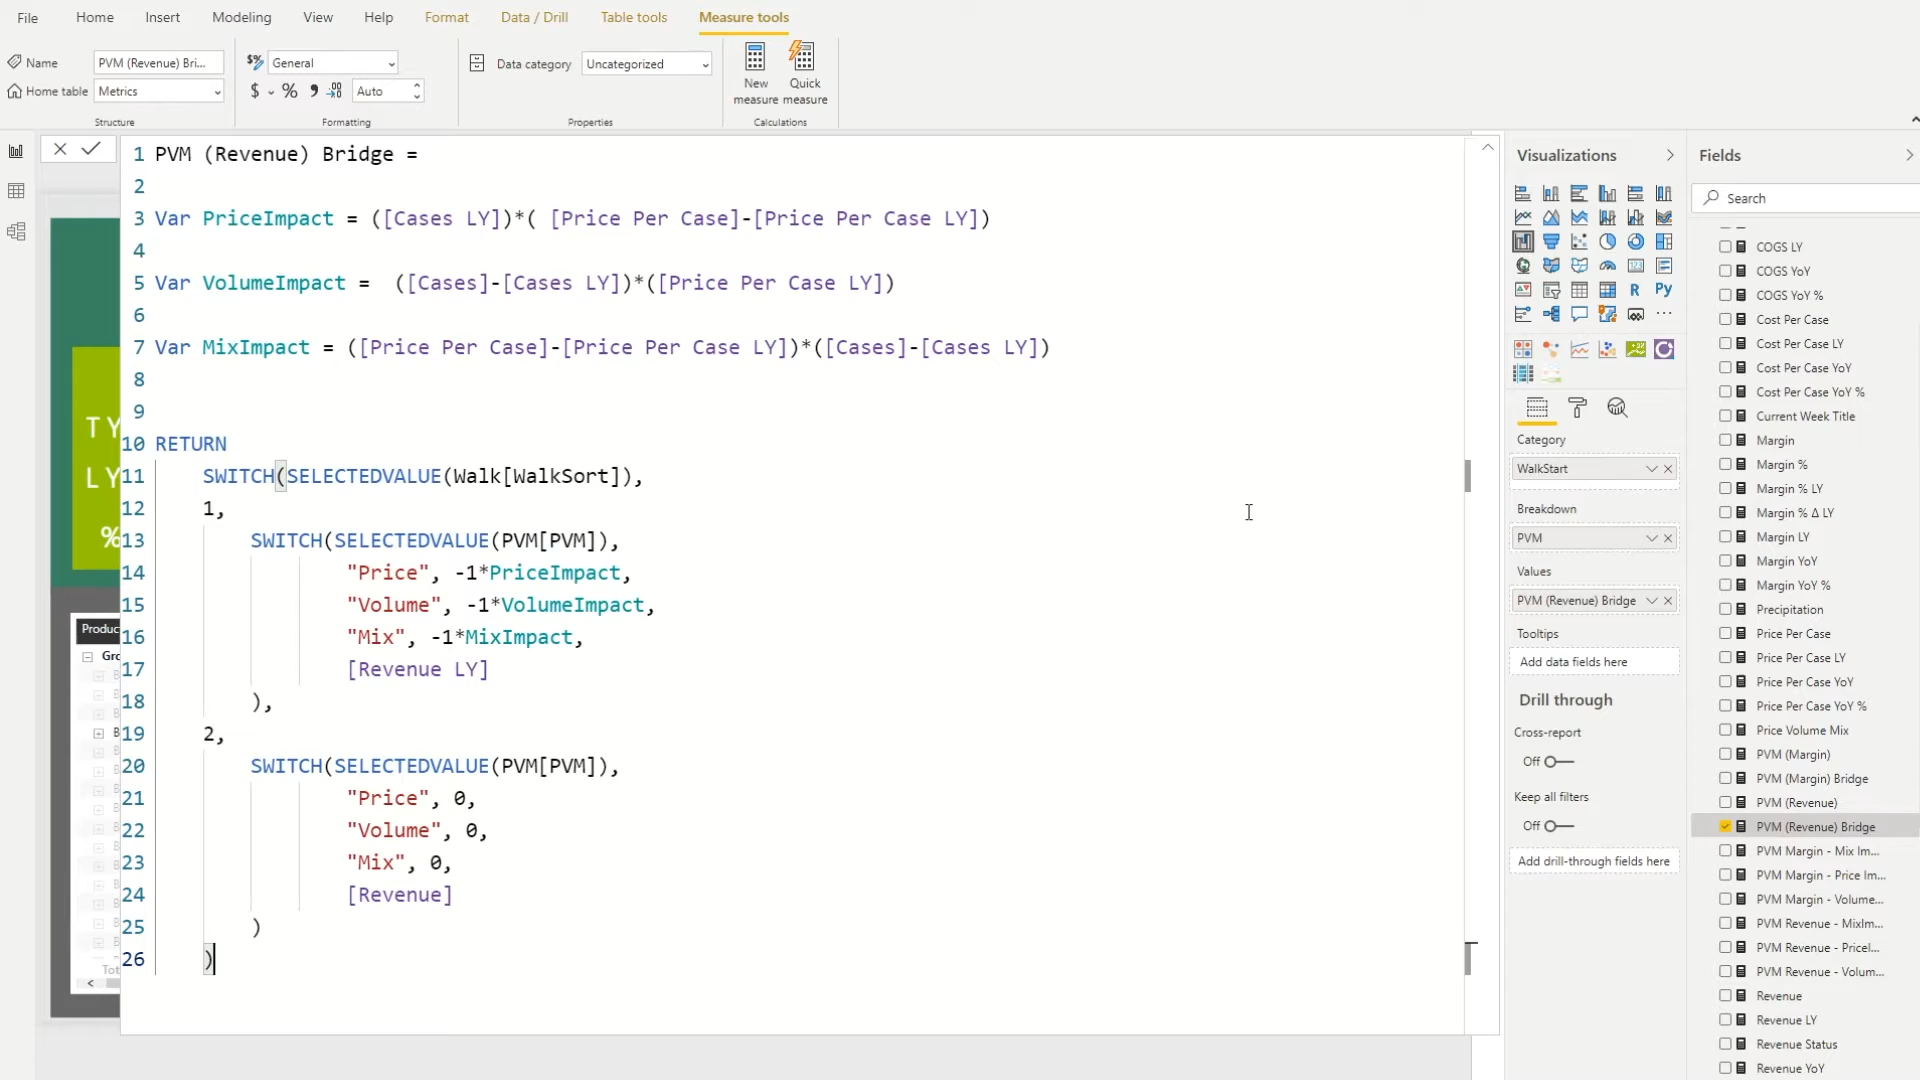 File Home Insert Modeling View Help Format Data / Drill Table tools Measure tools
Name PVM (Revenue) Bri...
Home table Metrics
Structure
General
$ % Auto
Formatting
Data category Uncategorized
Properties
New measure
Quick measure
Calculations
1 PVM (Revenue) Bridge =
2
3 Var PriceImpact = ([Cases LY])*( [Price Per Case]-[Price Per Case LY])
4
5 Var VolumeImpact =  ([Cases]-[Cases LY])*([Price Per Case LY])
6
7 Var MixImpact = ([Price Per Case]-[Price Per Case LY])*([Cases]-[Cases LY])
8
9
10 RETURN
11 SWITCH(SELECTEDVALUE(Walk[WalkSort]),
12 1,
13 SWITCH(SELECTEDVALUE(PVM[PVM]),
14 "Price", -1*PriceImpact,
15 "Volume", -1*VolumeImpact,
16 "Mix", -1*MixImpact,
17 [Revenue LY]
18 ),
19 2,
20 SWITCH(SELECTEDVALUE(PVM[PVM]),
21 "Price", 0,
22 "Volume", 0,
23 "Mix", 0,
24 [Revenue]
25 )
26 )
TY
LY
%
Produc
Gro
Tot
Visualizations
R Py
Category
WalkStart
Breakdown
PVM
Values
PVM (Revenue) Bridge
Tooltips
Add data fields here
Drill through
Cross-report
Off
Keep all filters
Off
Add drill-through fields here
Fields
Search
COGS LY
COGS YoY
COGS YoY %
Cost Per Case
Cost Per Case LY
Cost Per Case YoY
Cost Per Case YoY %
Current Week Title
Margin
Margin %
Margin % LY
Margin % Δ LY
Margin LY
Margin YoY
Margin YoY %
Precipitation
Price Per Case
Price Per Case LY
Price Per Case YoY
Price Per Case YoY %
Price Volume Mix
PVM (Margin)
PVM (Margin) Bridge
PVM (Revenue)
PVM (Revenue) Bridge
PVM Margin - Mix Im...
PVM Margin - Price Im...
PVM Margin - Volume...
PVM Revenue - MixIm...
PVM Revenue - PriceI...
PVM Revenue - Volum...
Revenue
Revenue LY
Revenue Status
Revenue YoY